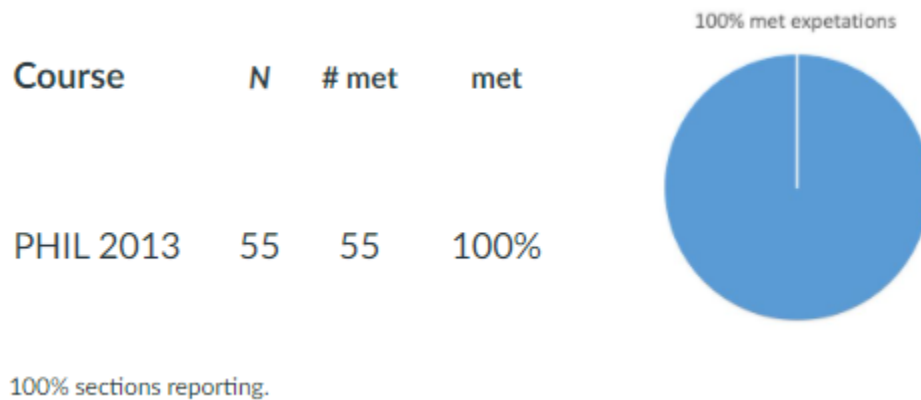 100% met expetations
Course N # met met
PHIL 2013 55 55 100%
100% sections reporting.